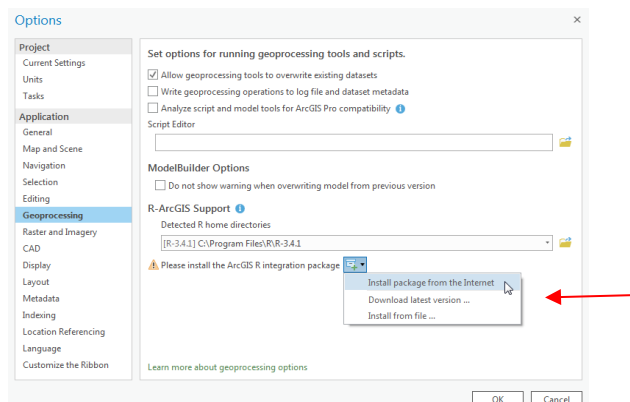 Options
Project
Current Settings
Units
Tasks
Application
General
Map and Scene
Navigation
Selection
Editing
Geoprocessing
Raster and Imagery
CAD
Display
Layout
Metadata
Indexing
Location Referencing
Language
Customize the Ribbon
Set options for running geoprocessing tools and scripts.
Allow geoprocessing tools to overwrite existing datasets
Write geoprocessing operations to log file and dataset metadata
Analyze script and model tools for ArcGIS Pro compatibility
Script Editor
ModelBuilder Options
Do not show warning when overwriting model from previous version
R-ArcGIS Support
Detected R home directories
[R-3.4.1] C:\Program Files\R\R-3.4.1
Please install the ArcGIS R integration package
Install package from the Internet
Download latest version ...
Install from file ...
Learn more about geoprocessing options
OK Cancel